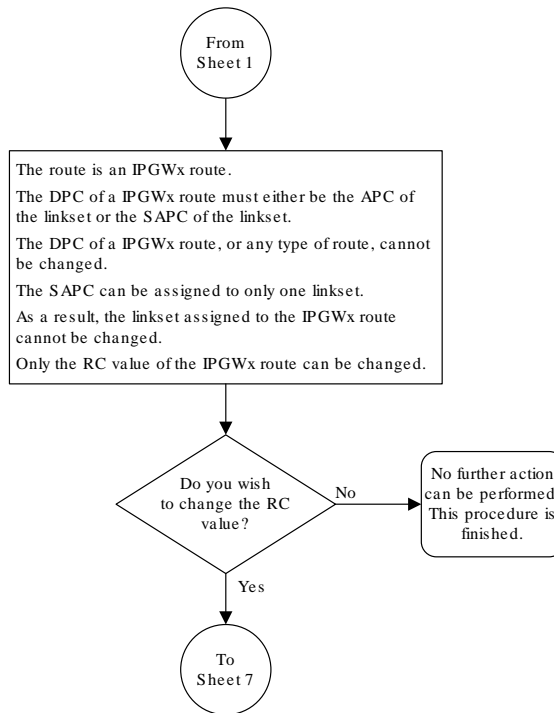 From
Sheet 1
The route is an IPGWx route.
The DPC of a IPGWx route must either be the APC of
the linkset or the SAPC of the linkset.
The DPC of a IPGWx route, or any type of route, cannot
be changed.
The SAPC can be assigned to only one linkset.
As a result, the linkset assigned to the IPGWx route
cannot be changed.
Only the RC value of the IPGWx route can be changed.
Do you wish
to change the RC
value?
No
No further action
can be performed.
This procedure is
finished.
Yes
To
Sheet 7